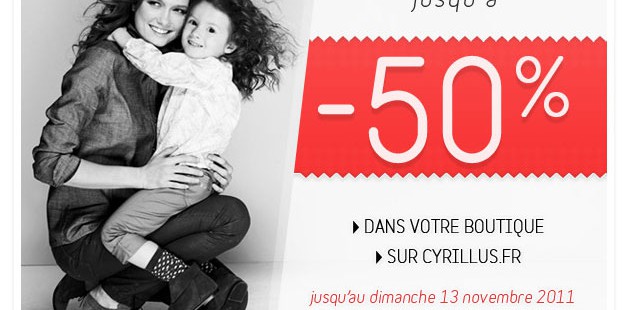 jusqu'à
-50%
DANS VOTRE BOUTIQUE
SUR CYRILLUS.FR
jusqu'au dimanche 13 novembre 2011